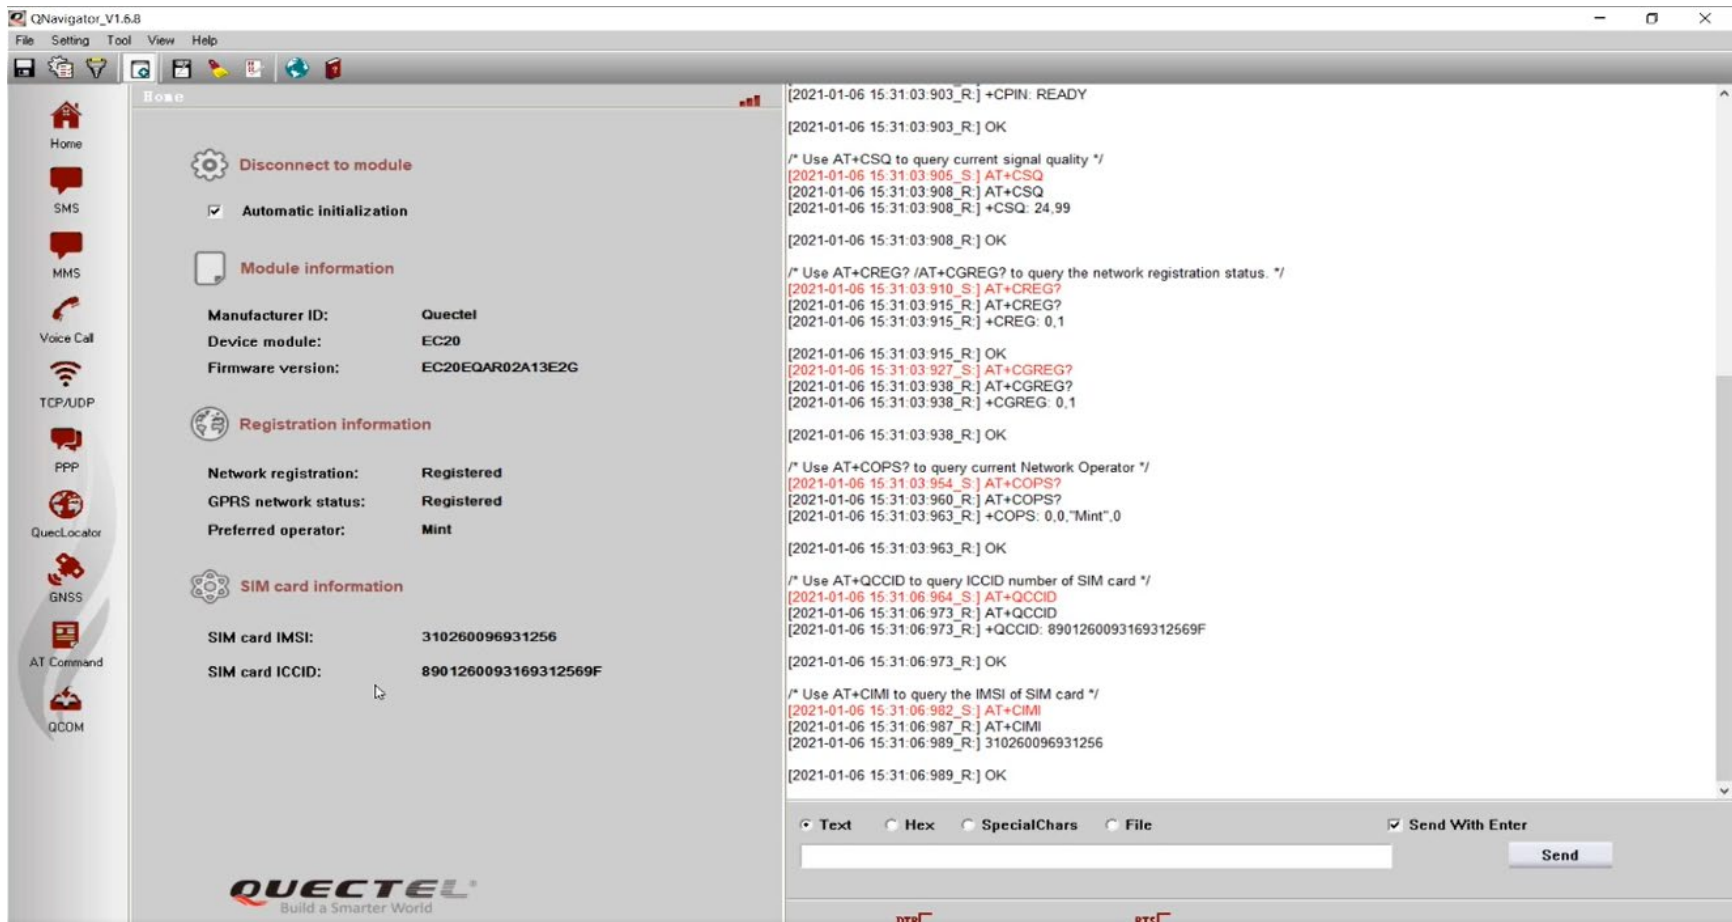 QNavigator_V1.6.8
File Setting Tool View Help
Home
Home
SMS
MMS
Voice Call
TCP/UDP
PPP
QuecLocator
GNSS
AT Command
QCOM
Disconnect to module
Automatic initialization
Module information
Manufacturer ID: Quectel
Device module: EC20
Firmware version: EC20EQAR02A13E2G
Registration information
Network registration: Registered
GPRS network status: Registered
Preferred operator: Mint
SIM card information
SIM card IMSI: 310260096931256
SIM card ICCID: 8901260093169312569F
QUECTEL
Build a Smarter World
[2021-01-06 15:31:03:903_R:] +CPIN: READY
[2021-01-06 15:31:03:903_R:] OK
/* Use AT+CSQ to query current signal quality */
[2021-01-06 15:31:03:905_S:] AT+CSQ
[2021-01-06 15:31:03:908_R:] AT+CSQ
[2021-01-06 15:31:03:908_R:] +CSQ: 24,99
[2021-01-06 15:31:03:908_R:] OK
/* Use AT+CREG? /AT+CGREG? to query the network registration status. */
[2021-01-06 15:31:03:910_S:] AT+CREG?
[2021-01-06 15:31:03:915_R:] AT+CREG?
[2021-01-06 15:31:03:915_R:] +CREG: 0,1
[2021-01-06 15:31:03:915_R:] OK
[2021-01-06 15:31:03:927_S:] AT+CGREG?
[2021-01-06 15:31:03:938_R:] AT+CGREG?
[2021-01-06 15:31:03:938_R:] +CGREG: 0,1
[2021-01-06 15:31:03:938_R:] OK
/* Use AT+COPS? to query current Network Operator */
[2021-01-06 15:31:03:954_S:] AT+COPS?
[2021-01-06 15:31:03:960_R:] AT+COPS?
[2021-01-06 15:31:03:963_R:] +COPS: 0,0,"Mint",0
[2021-01-06 15:31:03:963_R:] OK
/* Use AT+QCCID to query ICCID number of SIM card */
[2021-01-06 15:31:06:964_S:] AT+QCCID
[2021-01-06 15:31:06:973_R:] AT+QCCID
[2021-01-06 15:31:06:973_R:] +QCCID: 8901260093169312569F
[2021-01-06 15:31:06:973_R:] OK
/* Use AT+CIMI to query the IMSI of SIM card */
[2021-01-06 15:31:06:982_S:] AT+CIMI
[2021-01-06 15:31:06:987_R:] AT+CIMI
[2021-01-06 15:31:06:989_R:] 310260096931256
[2021-01-06 15:31:06:989_R:] OK
Text Hex SpecialChars File Send With Enter
Send
DTR RTS